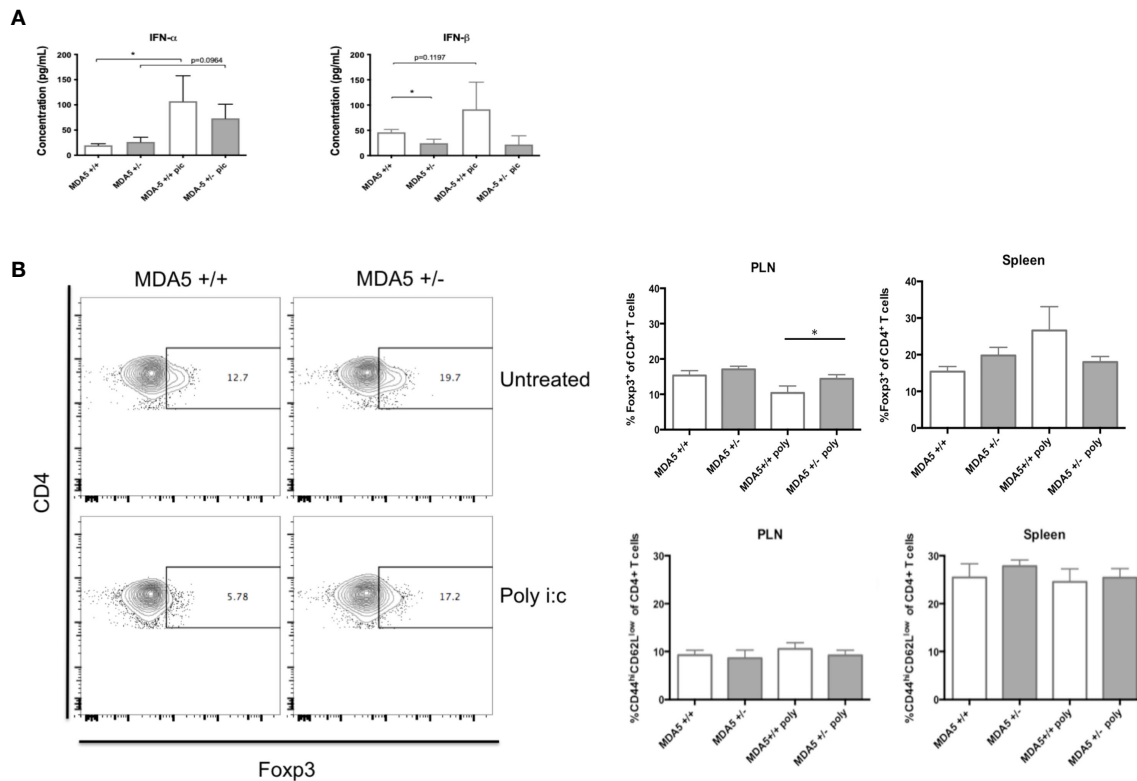 A
IFN-α
Concentration (pg/mL)
200
150
100
50
0
*
p=0.0964
MDA5 +/+
MDA5 +/-
MDA-5 +/+ pic
MDA-5 +/- pic
IFN-β
Concentration (pg/mL)
200
150
100
50
0
p=0.1197
*
MDA5 +/+
MDA5 +/-
MDA-5 +/+ pic
MDA-5 +/- pic
B
MDA5 +/+
MDA5 +/-
12.7
19.7
Untreated
5.78
17.2
Poly i:c
CD4
Foxp3
PLN
% Foxp3⁺ of CD4⁺ T cells
40
30
20
10
0
*
MDA5 +/+
MDA5 +/-
MDA5+/+ poly
MDA5 +/- poly
Spleen
%Foxp3⁺ of CD4⁺ T cells
40
30
20
10
0
MDA5 +/+
MDA5 +/-
MDA5+/+ poly
MDA5 +/- poly
PLN
%CD44ʰⁱCD62Lˡᵒʷ of CD4+ T cells
30
20
10
0
MDA5 +/+
MDA5 +/-
MDA5+/+ poly
MDA5 +/- poly
Spleen
%CD44ʰⁱCD62Lˡᵒʷ of CD4+ T cells
30
20
10
0
MDA5 +/+
MDA5 +/-
MDA5+/+ poly
MDA5 +/- poly